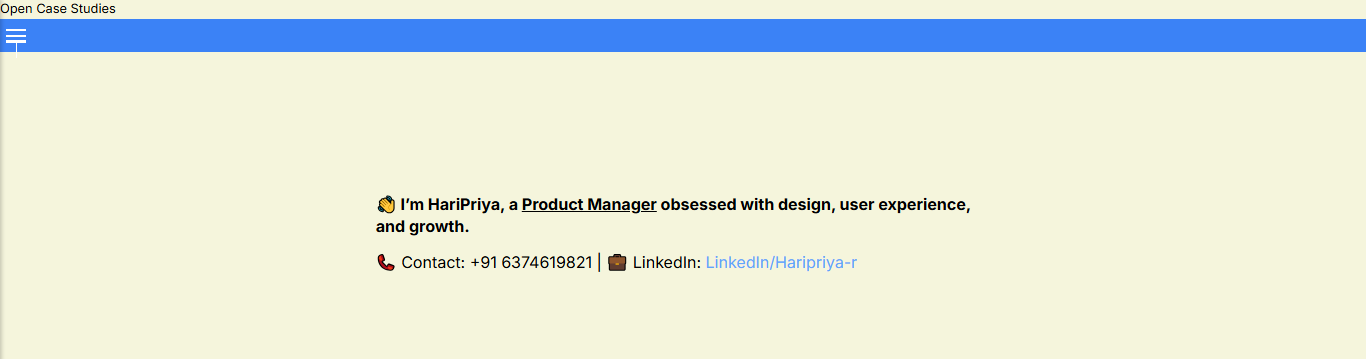 Open Case Studies
👋 I’m HariPriya, a Product Manager obsessed with design, user experience,
and growth.
📞 Contact: +91 6374619821 | 💼 LinkedIn: LinkedIn/Haripriya-r